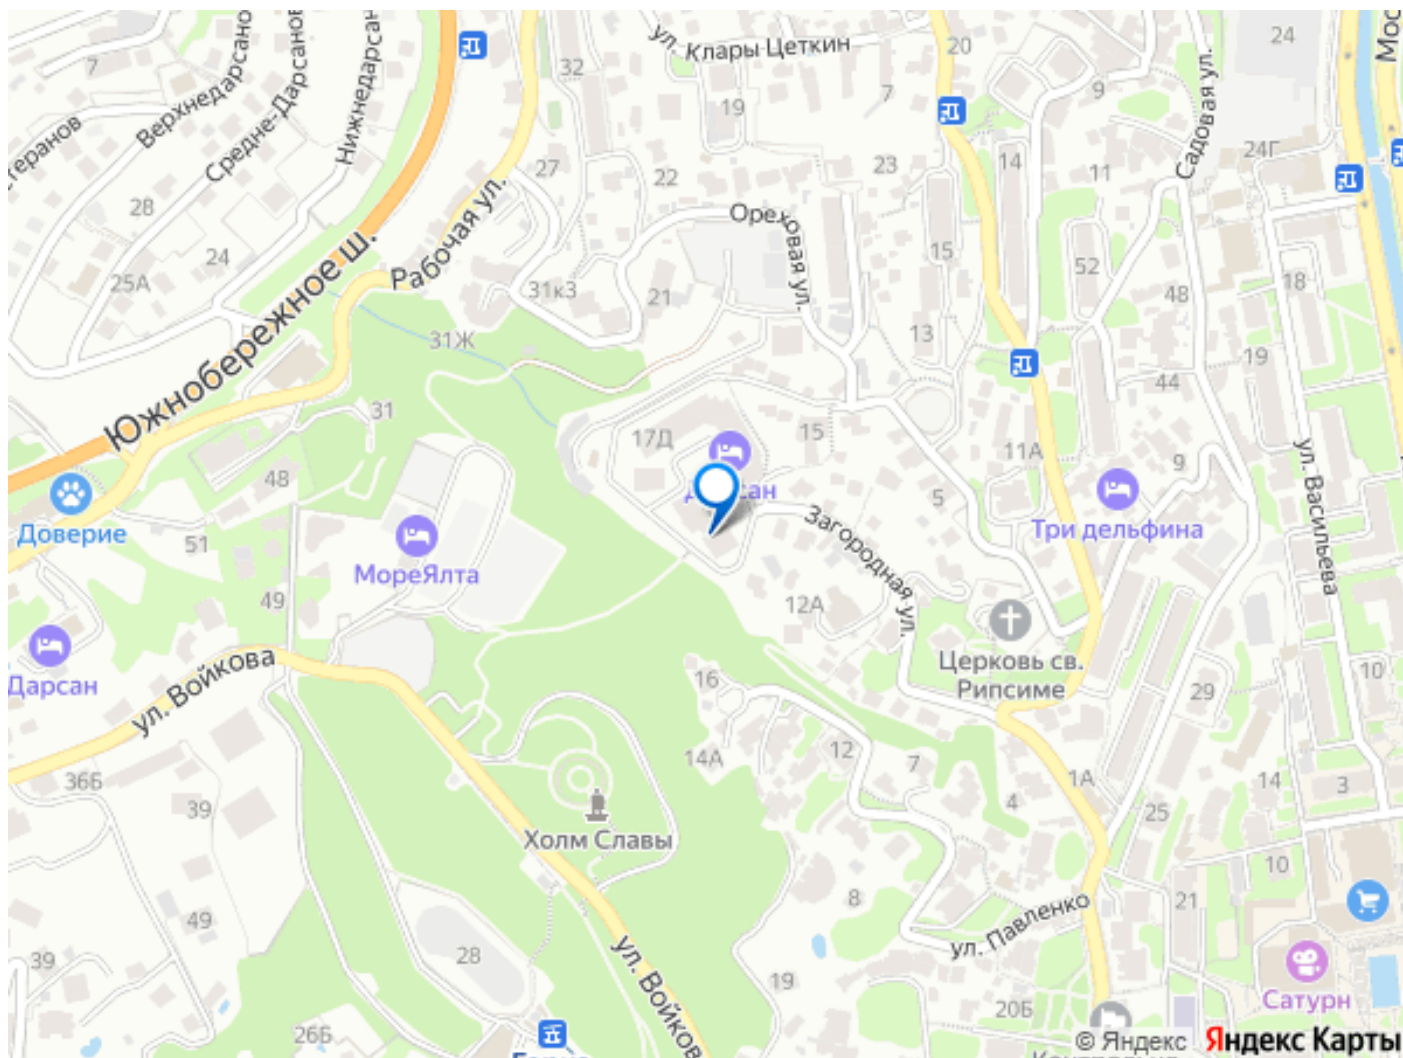 ул. Клары Цеткин
20
24
7
32
Верхнедарсано
Средне-Дарсанов
Нижнедарсан
19
7
9
Садовая ул.
24Г
14
11
23
27
22
28
Рабочая ул.
Ореховая ул.
24
15
52
18
25А
Южнобережное ш.
31к3
21
48
31Ж
13
19
44
31
17Д
15
11А
9
ул. Васильева
48
5
Доверие
Загородная ул.
Три дельфина
51
МореЯлта
49
12А
Церковь св.
Рипсиме
Дарсан
ул. Войкова
16
10
29
14А
12
7
36Б
39
1А
14
3
4
25
Холм Славы
10
8
49
21
ул. Павленко
28
39
ул. Войков
19
Сатурн
20Б
26Б
© Яндекс
Яндекс Карты